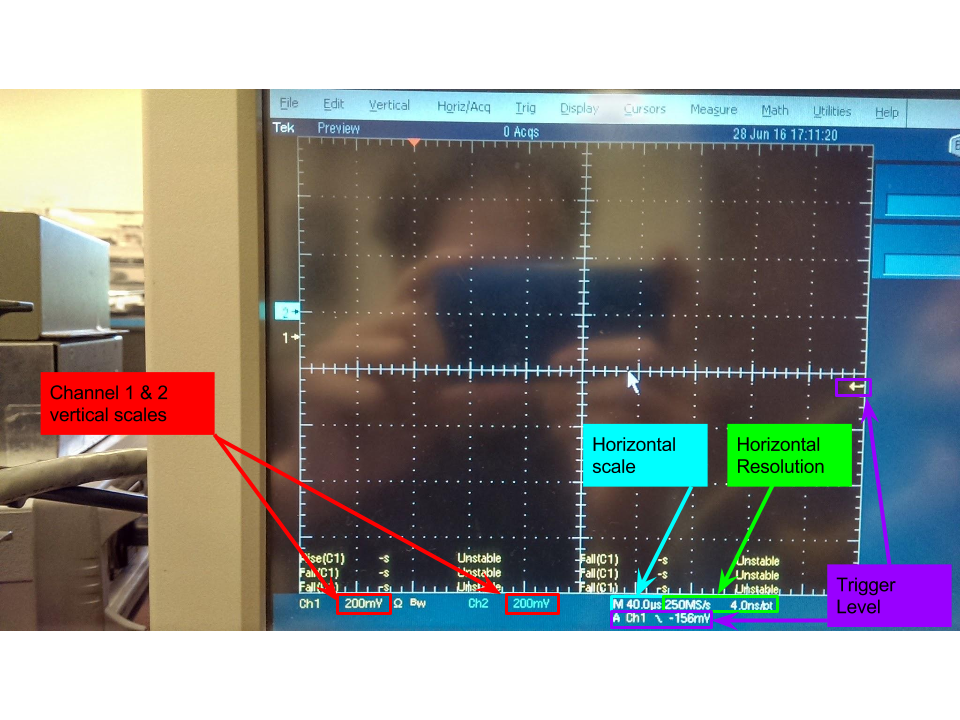 File Edit Vertical Horiz/Acq Trig Display Cursors Measure Math Utilities Help
Tek Preview 0 Acqs 28 Jun 16 17:11:20
2
1
Channel 1 & 2
vertical scales
Horizontal
scale
Horizontal
Resolution
Rise(C1) -s Unstable Fall(C1) -s Unstable
Fall(C1) -s Unstable Fall(C1) -s Unstable
Fall(C1) -s Unstable Fall(C1) -s Unstable
Trigger
Level
Ch1 200mV Ω Bw Ch2 200mV M 40.0µs 250MS/s 4.0ns/pt
A Ch1 -156mV